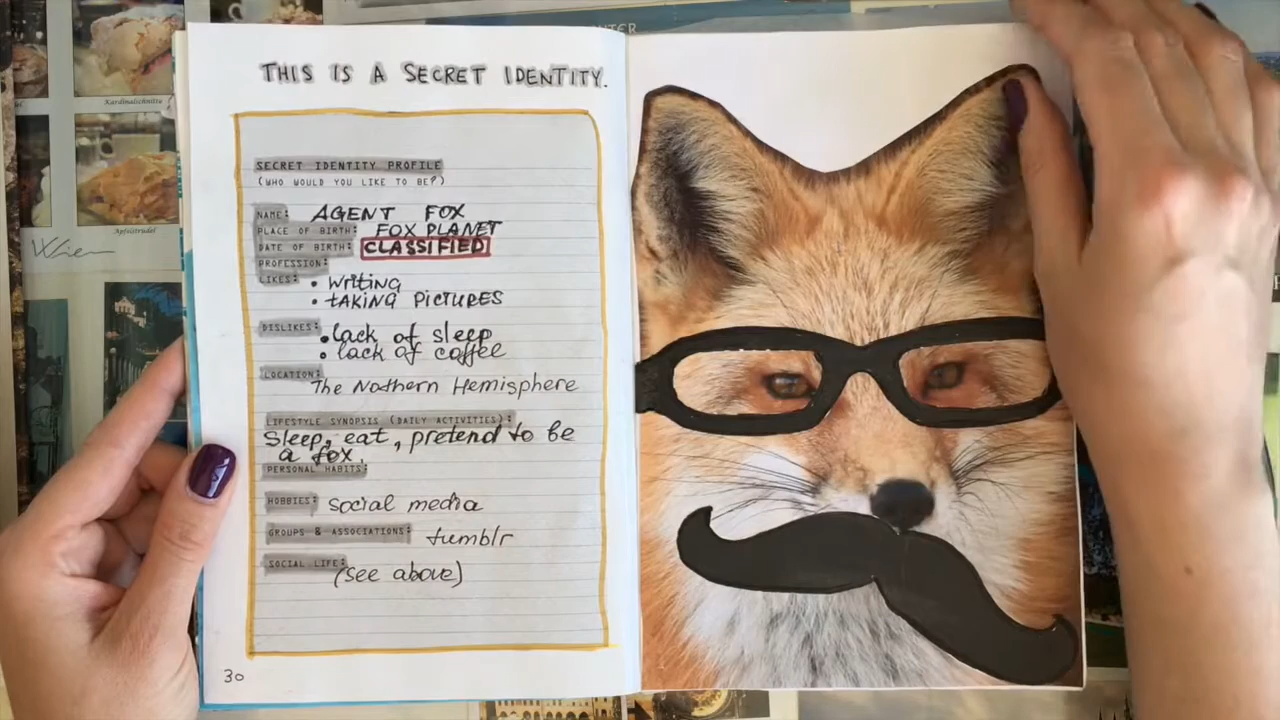 THIS IS A SECRET IDENTITY.
SECRET IDENTITY PROFILE
(WHO WOULD YOU LIKE TO BE?)
NAME: AGENT FOX
PLACE OF BIRTH: FOX PLANET
DATE OF BIRTH: CLASSIFIED
PROFESSION:
LIKES: • WRITING
• TAKING PICTURES
DISLIKES: • lack of sleep
• lack of coffee
LOCATION: The Nothern Hemisphere
LIFESTYLE SYNOPSIS (DAILY ACTIVITIES):
Sleep, eat, pretend to be
a fox.
PERSONAL HABITS:
HOBBIES: social media
GROUPS & ASSOCIATIONS: tumblr
SOCIAL LIFE: (see above)
30
Kardinalschnitte
Apfelstrudel
Wien